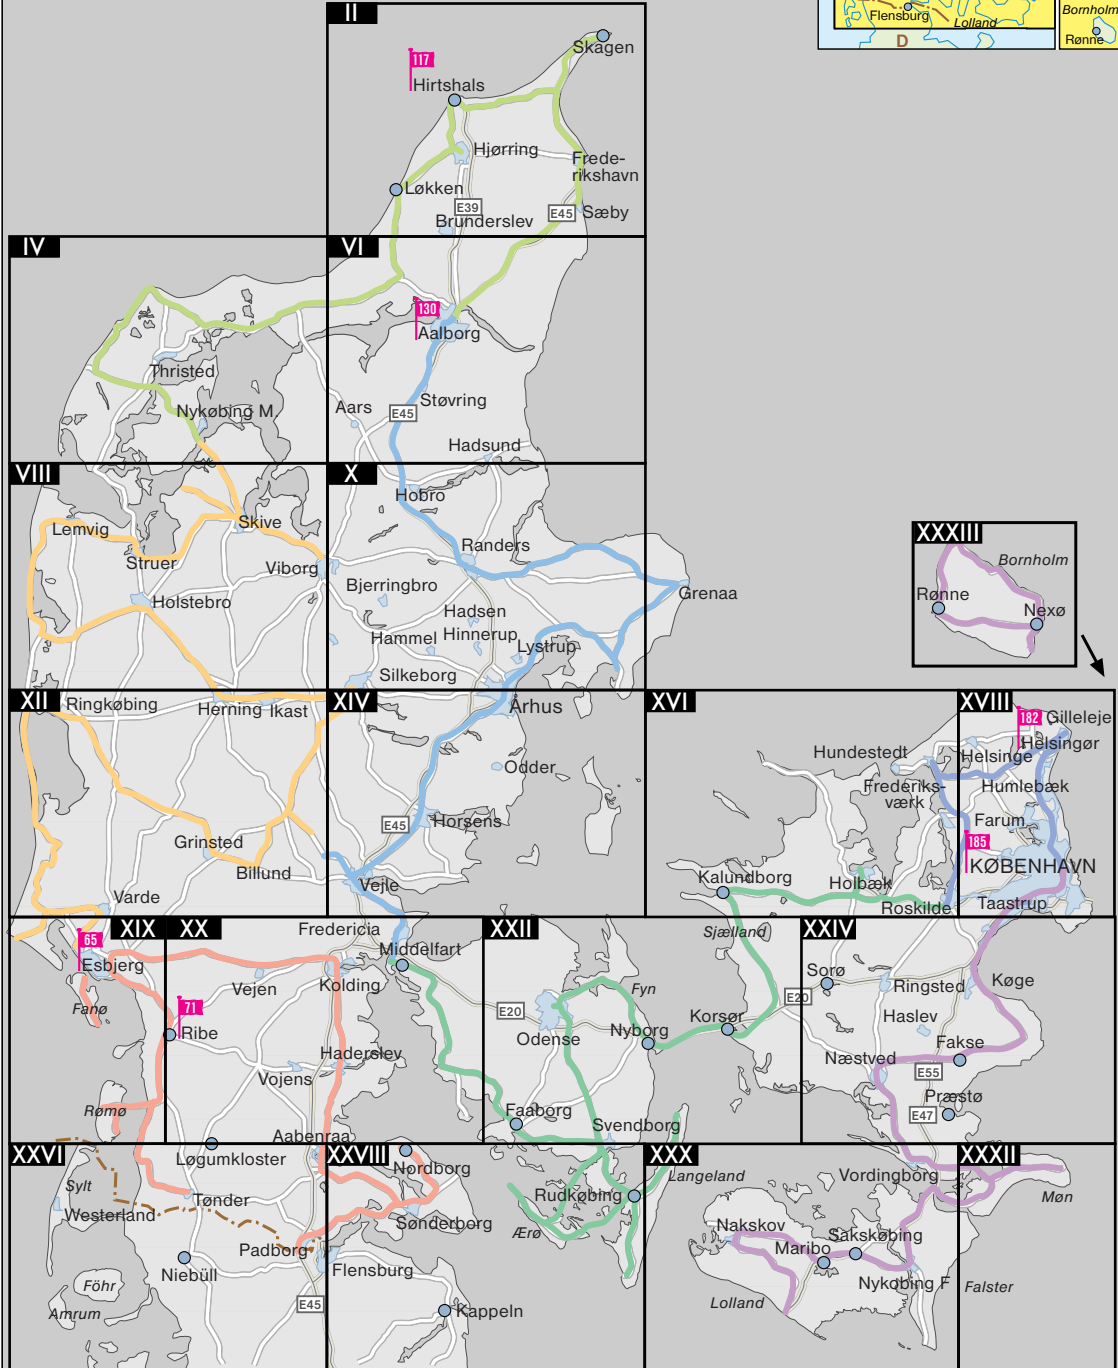 II
Flensburg
Lolland
D
Bornholm
Rønne
Skagen
117
Hirtshals
Hjørring
Frede-
rikshavn
Løkken
E39
E45
Sæby
Brunderslev
IV
VI
130
Aalborg
Thristed
Nykøbing M.
Aars
E45
Støvring
Hadsund
VIII
X
Hobro
Lemvig
Skive
Struer
Viborg
Randers
Bjerringbro
Holstebro
Hadsen
Hammel
Hinnerup
Lystrup
Silkeborg
Grenaa
XXXIII
Bornholm
Rønne
Nexø
XII
Ringkøbing
Herning
Ikast
XIV
Århus
Odder
E45
Horsens
Grinsted
Billund
Vejle
Varde
XVI
XVIII
182
Gilleleje
Helsingør
Hundestedt
Helsinge
Frederiks-
værk
Humlebæk
Farum
185
KØBENHAVN
Kalundborg
Holbæk
Roskilde
Taastrup
65
XIX
XX
Fredericia
Middelfart
XXII
Sjælland
XXIV
Esbjerg
Fanø
Vejen
Kolding
71
Ribe
E20
Odense
Fyn
Nyborg
Korsør
E20
Sorø
Ringsted
Køge
Haslev
Fakse
Næstved
E55
Præstø
E47
Haderslev
Vojens
Rømø
Faaborg
Svendborg
Aabenraa
Løgumkloster
XXVI
XXVIII
Nordborg
XXX
Langeland
Vordingborg
XXXII
Møn
Sylt
Westerland
Tønder
Sønderborg
Rudkøbing
Ærø
Padborg
Niebüll
Flensburg
Föhr
Amrum
E45
Kappeln
Nakskov
Maribo
Sakskøbing
Nykobing F
Lolland
Falster